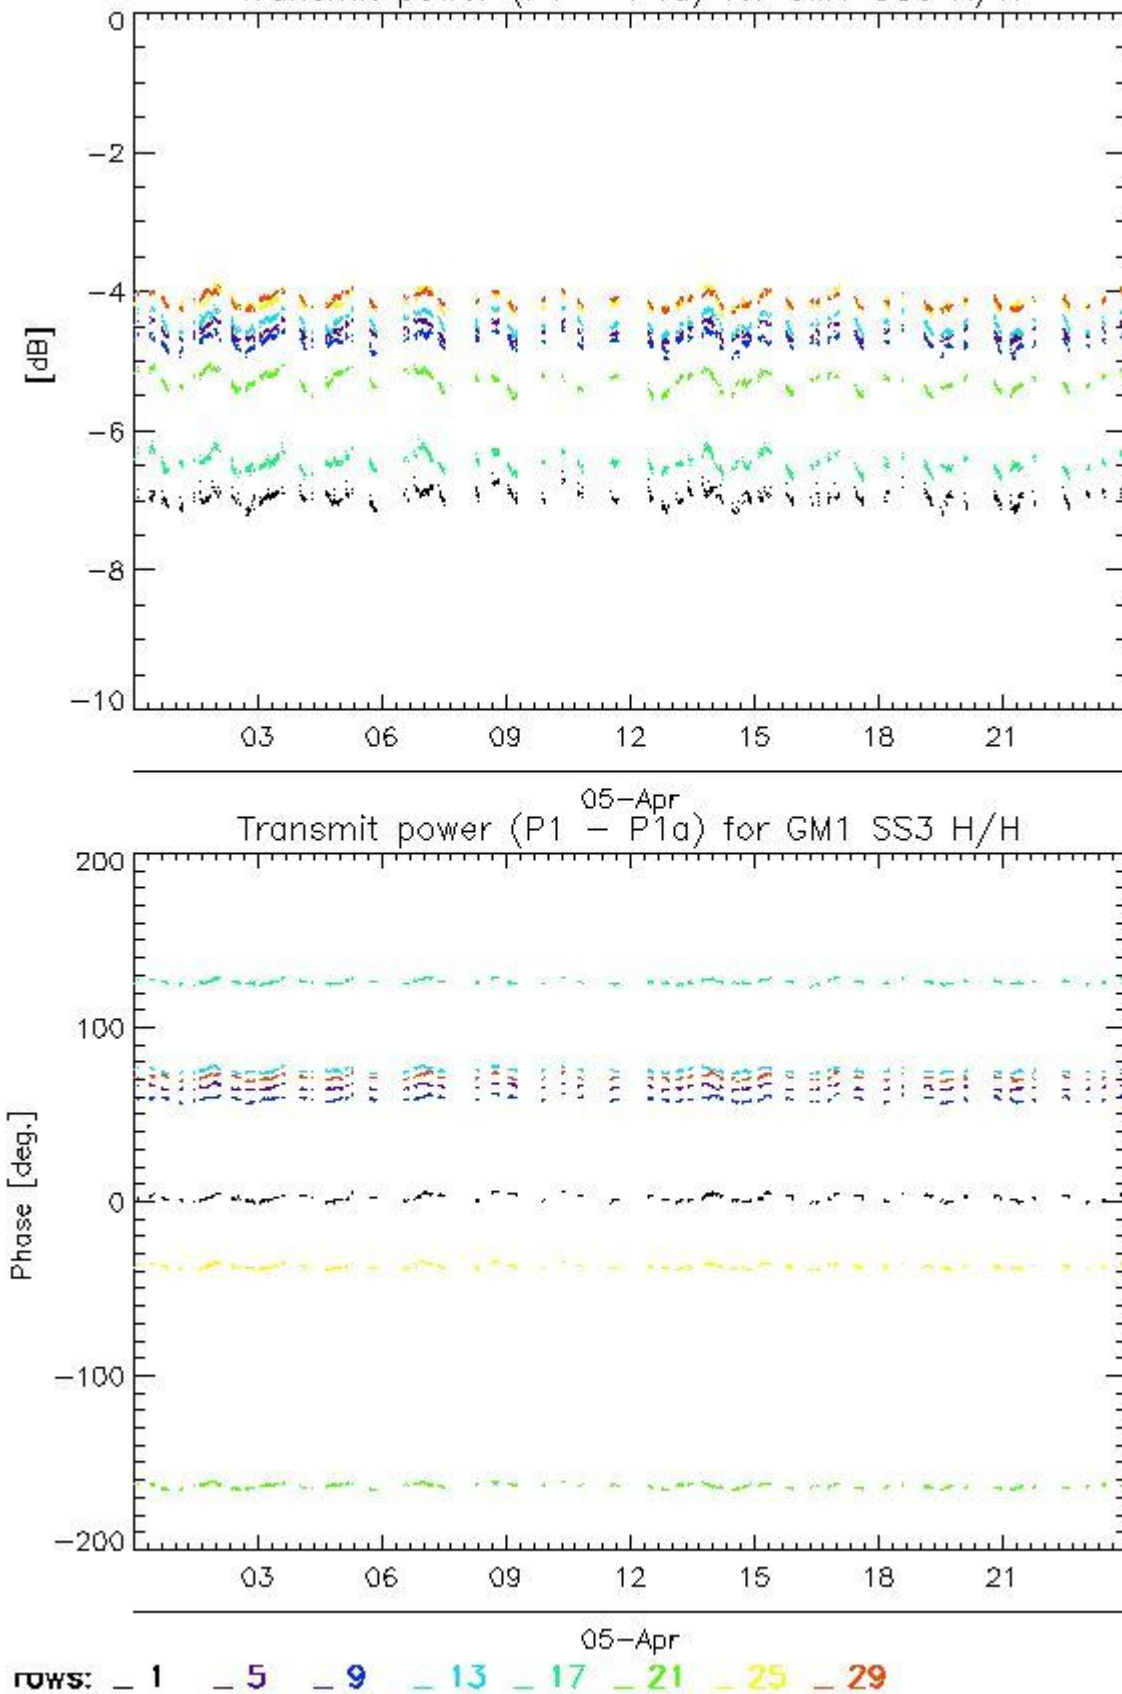 0
−2
−4
[dB]
−6
−8
−10
03 06 09 12 15 18 21
05−Apr
Transmit power (P1 − P1a) for GM1 SS3 H/H
200
100
Phase [deg.]
0
−100
−200
03 06 09 12 15 18 21
05−Apr
rows: _ 1 _ 5 _ 9 _ 13 _ 17 _ 21 _ 25 _ 29